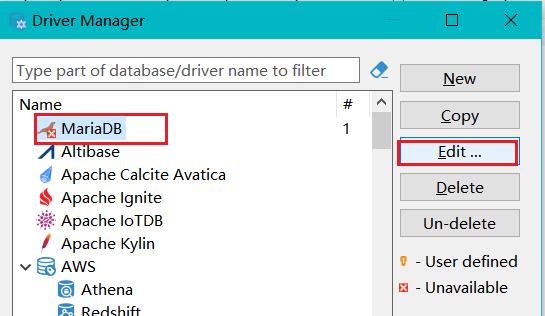 Driver Manager
Type part of database/driver name to filter
New
Name #
Copy
MariaDB 1
Altibase
Edit ...
Apache Calcite Avatica
Apache Ignite
Delete
Apache IoTDB
Un-delete
Apache Kylin
AWS
- User defined
Athena
- Unavailable
Redshift